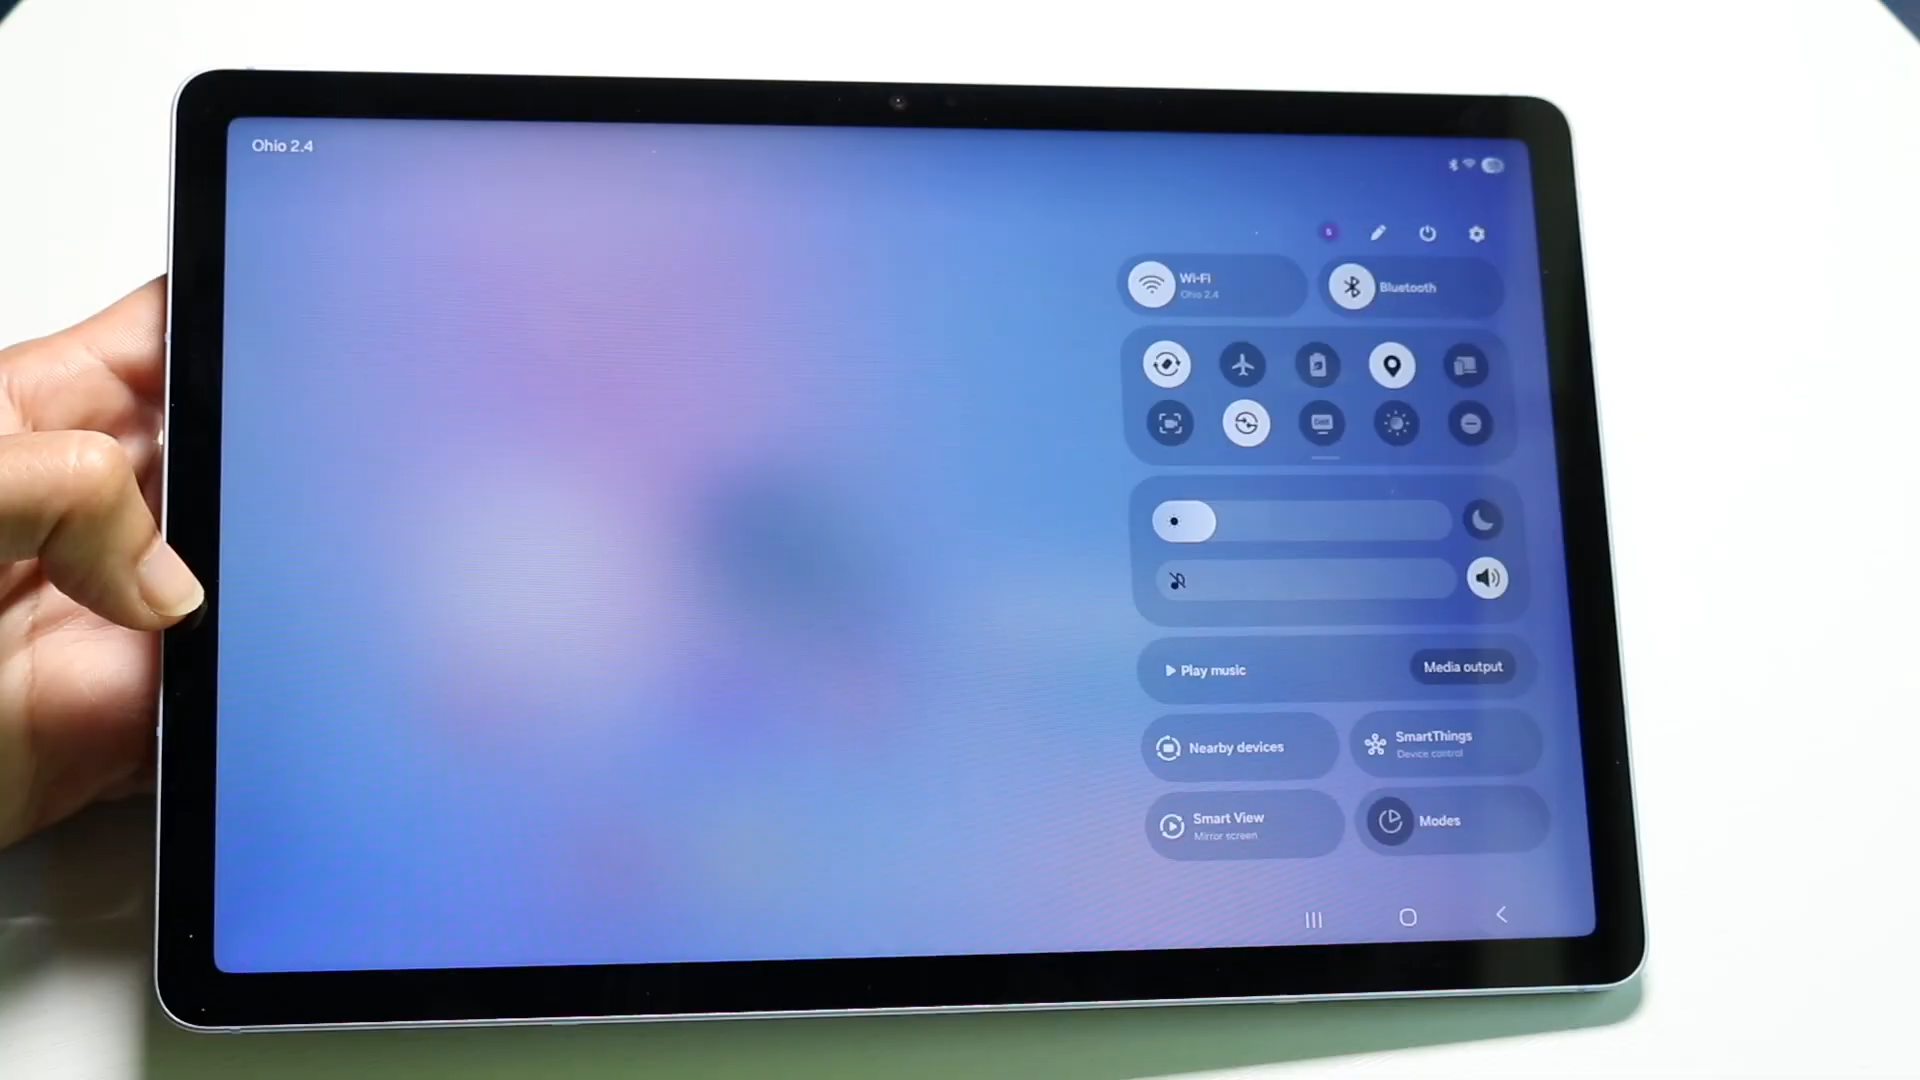 Ohio 2.4
Wi-Fi
Ohio 2.4
Bluetooth
Play music
Media output
Nearby devices
SmartThings
Device control
Smart View
Mirror screen
Modes